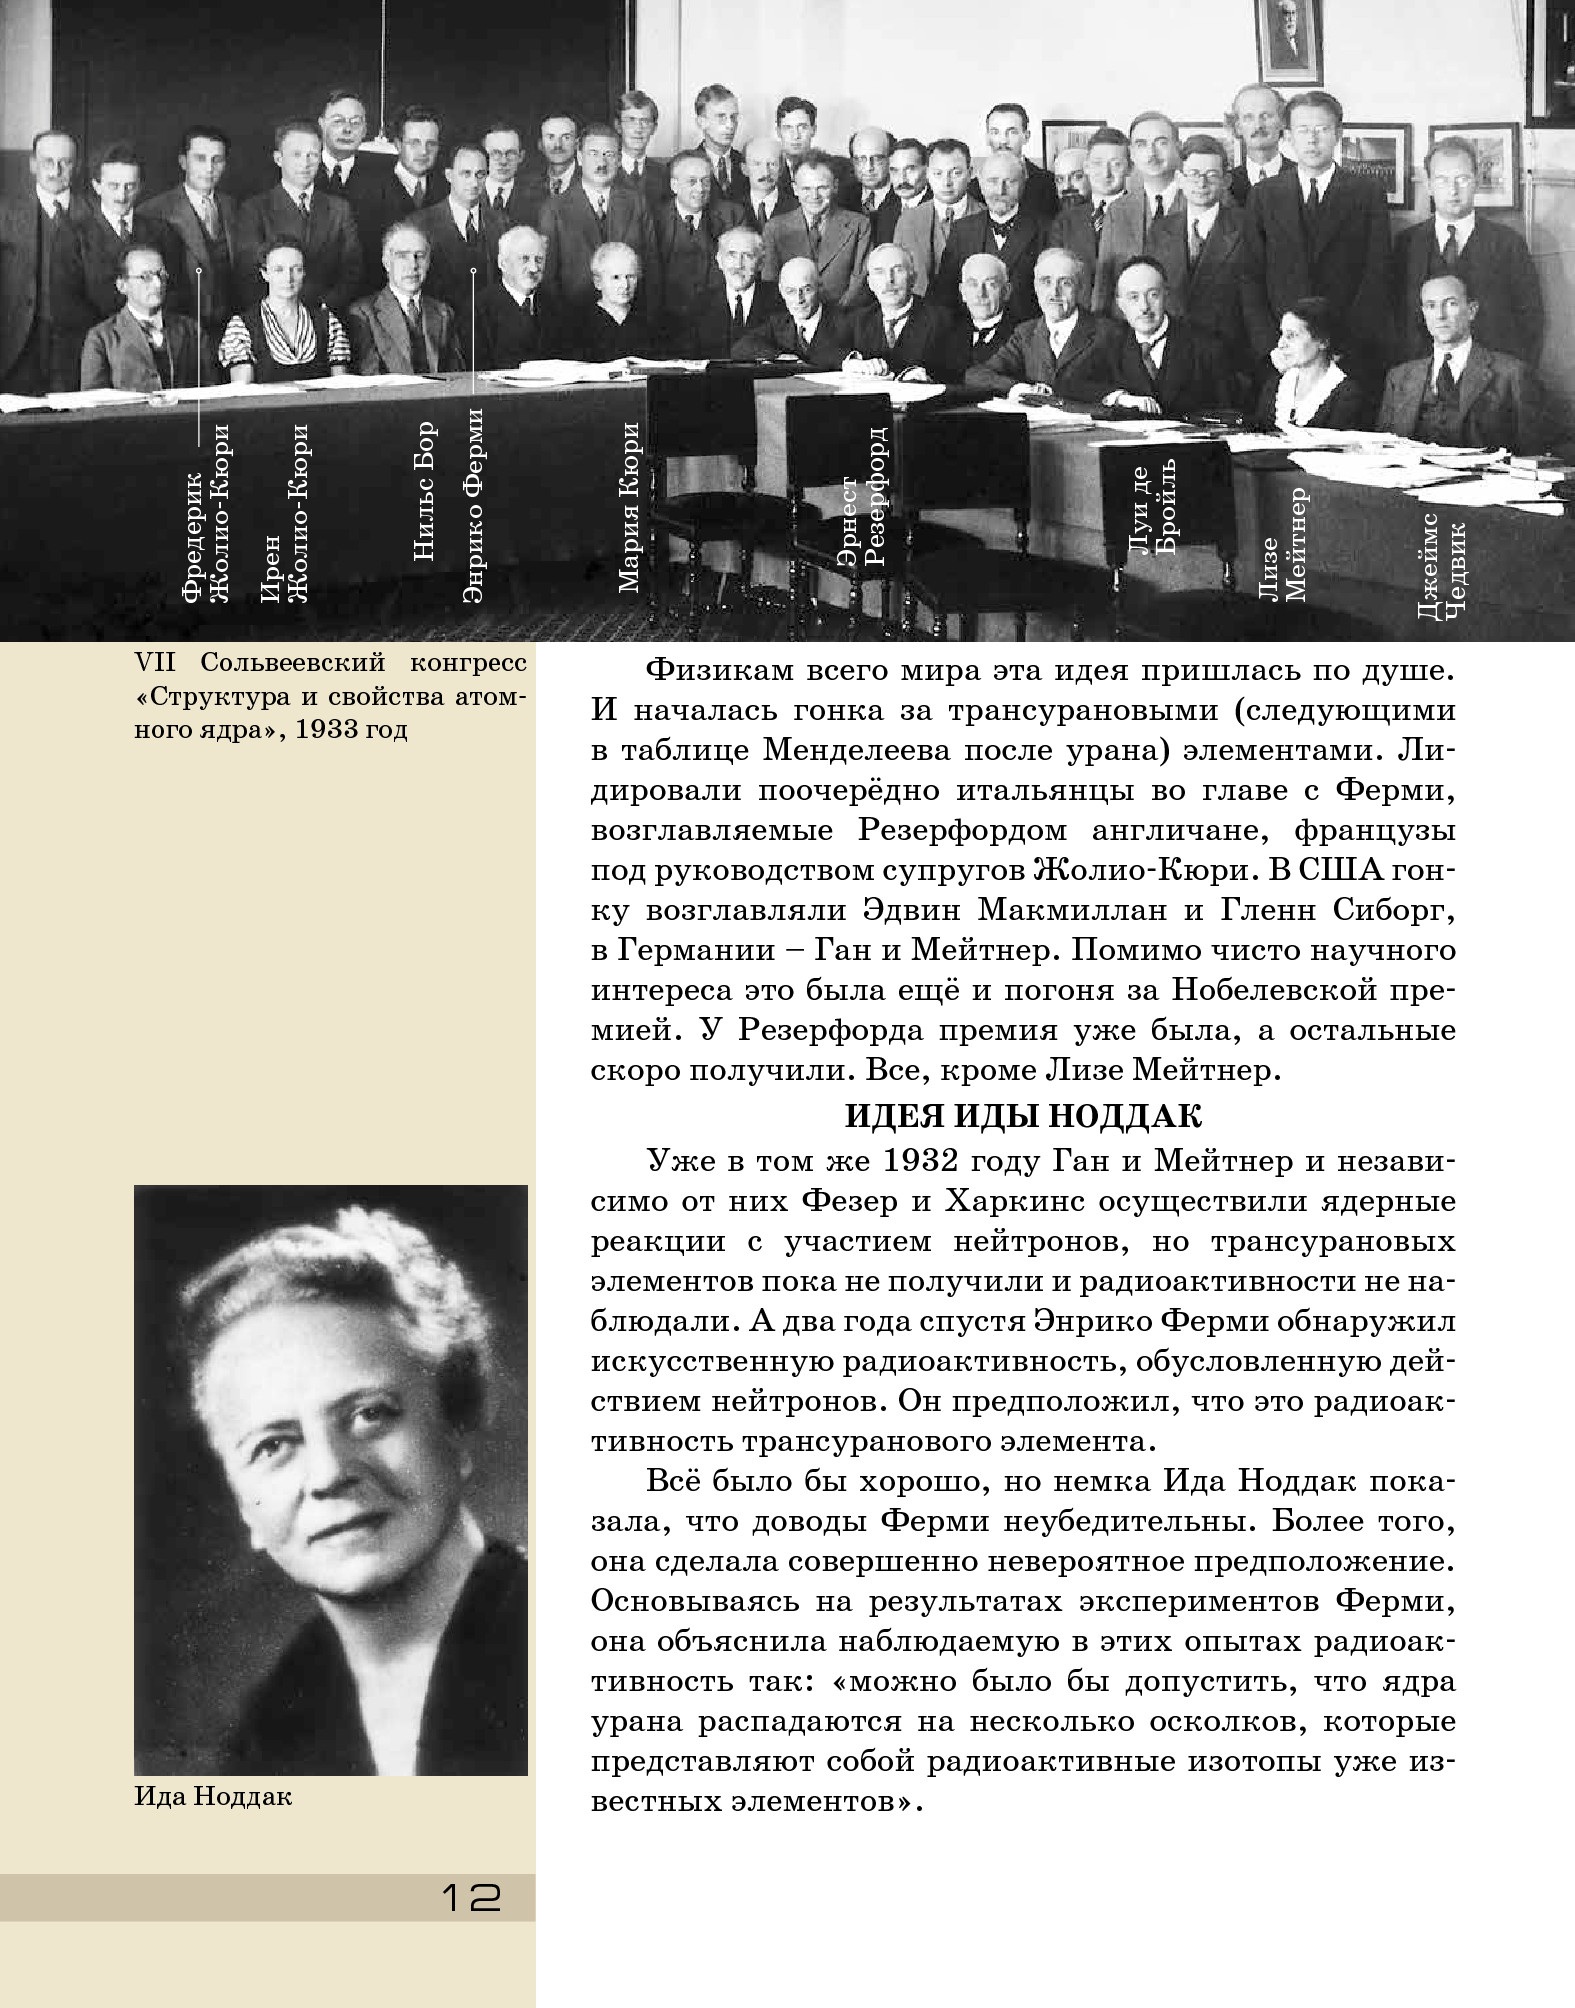 Фредерик
Жолио-Кюри
Ирен
Жолио-Кюри
Нильс Бор
Энрико Ферми
Мария Кюри
Эрнест
Резерфорд
Луи де
Бройль
Лизе
Мейтнер
Джеймс
Чедвик
VII Сольвеевский конгресс
«Структура и свойства атом-
ного ядра», 1933 год
Физикам всего мира эта идея пришлась по душе.
И началась гонка за трансурановыми (следующими
в таблице Менделеева после урана) элементами. Ли-
дировали поочерёдно итальянцы во главе с Ферми,
возглавляемые Резерфордом англичане, французы
под руководством супругов Жолио-Кюри. В США гон-
ку возглавляли Эдвин Макмиллан и Гленн Сиборг,
в Германии – Ган и Мейтнер. Помимо чисто научного
интереса это была ещё и погоня за Нобелевской пре-
мией. У Резерфорда премия уже была, а остальные
скоро получили. Все, кроме Лизе Мейтнер.
ИДЕЯ ИДЫ НОДДАК
Уже в том же 1932 году Ган и Мейтнер и незави-
симо от них Фезер и Харкинс осуществили ядерные
реакции с участием нейтронов, но трансурановых
элементов пока не получили и радиоактивности не на-
блюдали. А два года спустя Энрико Ферми обнаружил
искусственную радиоактивность, обусловленную дей-
ствием нейтронов. Он предположил, что это радиоак-
тивность трансуранового элемента.
Всё было бы хорошо, но немка Ида Ноддак пока-
зала, что доводы Ферми неубедительны. Более того,
она сделала совершенно невероятное предположение.
Основываясь на результатах экспериментов Ферми,
она объяснила наблюдаемую в этих опытах радиоак-
тивность так: «можно было бы допустить, что ядра
урана распадаются на несколько осколков, которые
представляют собой радиоактивные изотопы уже из-
вестных элементов».
Ида Ноддак
12